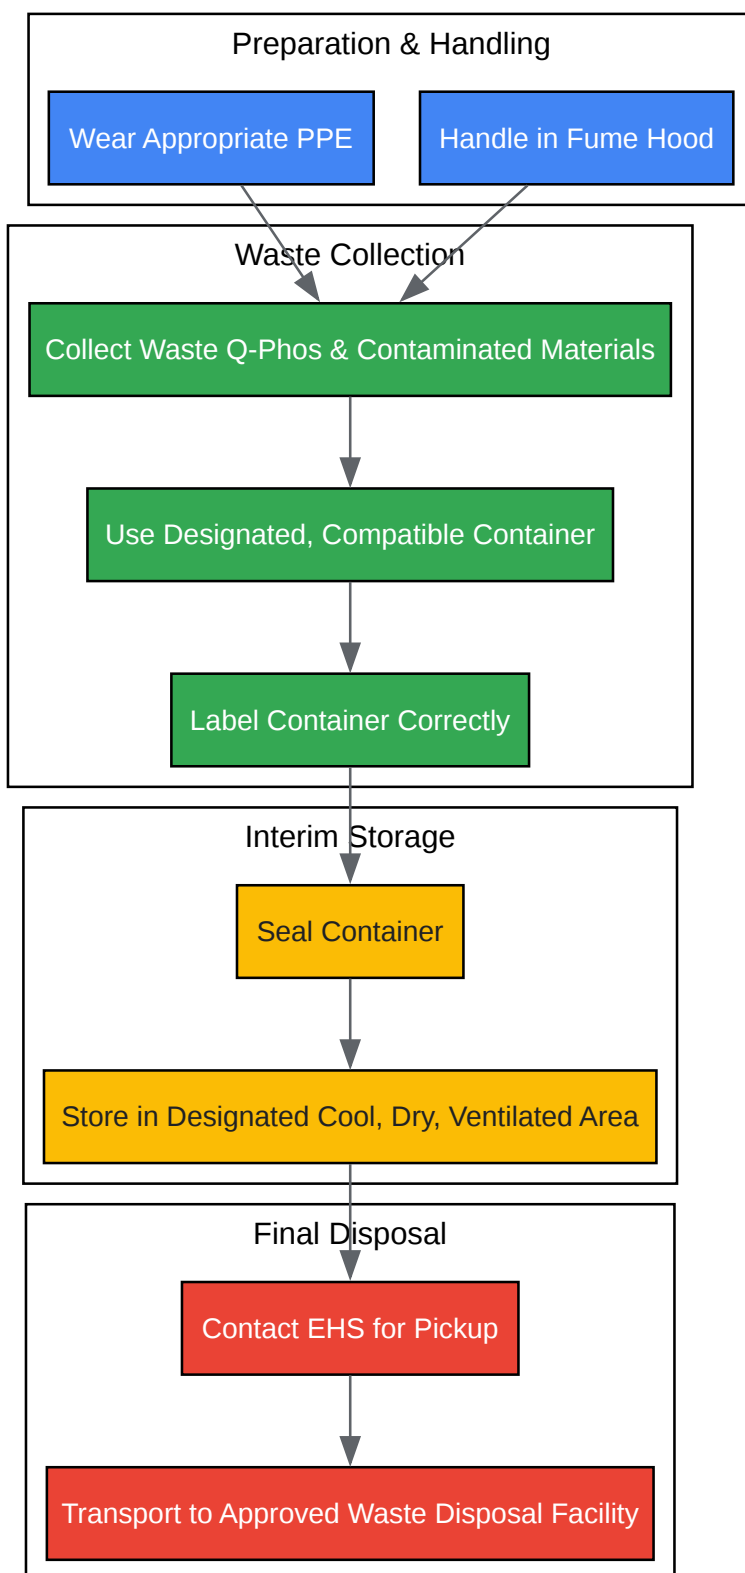 Preparation & Handling
Wear Appropriate PPE
Handle in Fume Hood
Waste Collection
Collect Waste Q-Phos & Contaminated Materials
Use Designated, Compatible Container
Label Container Correctly
Interim Storage
Seal Container
Store in Designated Cool, Dry, Ventilated Area
Final Disposal
Contact EHS for Pickup
Transport to Approved Waste Disposal Facility